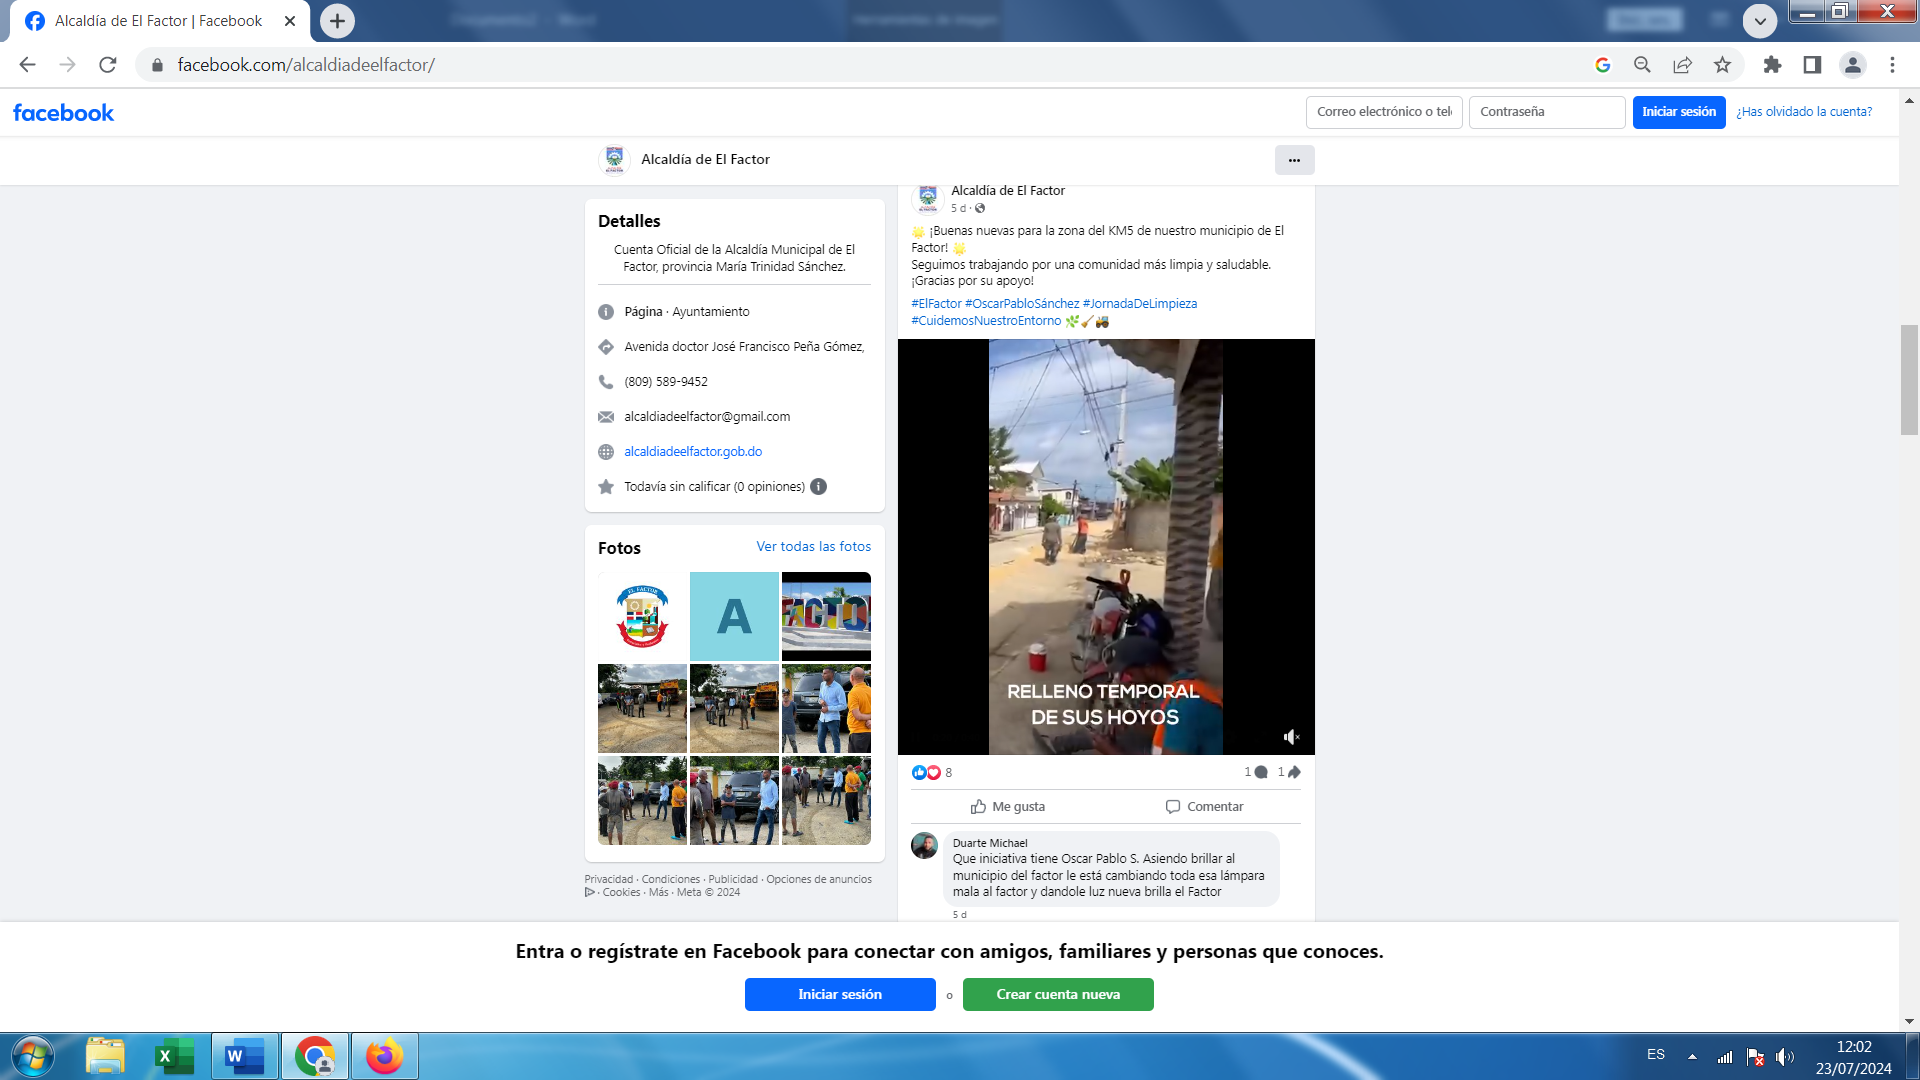 Alcaldía de El Factor | Facebook
facebook.com/alcaldiadeelfactor/
facebook
Correo electrónico o tel
Contraseña
Iniciar sesión
¿Has olvidado la cuenta?
Alcaldía de El Factor
Detalles
Cuenta Oficial de la Alcaldía Municipal de El
Factor, provincia María Trinidad Sánchez.
Página · Ayuntamiento
Avenida doctor José Francisco Peña Gómez,
(809) 589-9452
alcaldiadeelfactor@gmail.com
alcaldiadeelfactor.gob.do
Todavía sin calificar (0 opiniones)
Fotos
Ver todas las fotos
EL FACTOR
A
FACTOR
Privacidad · Condiciones · Publicidad · Opciones de anuncios
· Cookies · Más · Meta © 2024
Alcaldía de El Factor
5 d ·
🌟 ¡Buenas nuevas para la zona del KM5 de nuestro municipio de El
Factor! 🌟
Seguimos trabajando por una comunidad más limpia y saludable.
¡Gracias por su apoyo!
#ElFactor #OscarPabloSánchez #JornadaDeLimpieza
#CuidemosNuestroEntorno 🌿🧹🚜
RELLENO TEMPORAL
DE SUS HOYOS
8
1
1
Me gusta
Comentar
Duarte Michael
Que iniciativa tiene Oscar Pablo S. Asiendo brillar al
municipio del factor le está cambiando toda esa lámpara
mala al factor y dandole luz nueva brilla el Factor
5 d
Entra o regístrate en Facebook para conectar con amigos, familiares y personas que conoces.
Iniciar sesión
o
Crear cuenta nueva
ES
12:02
23/07/2024